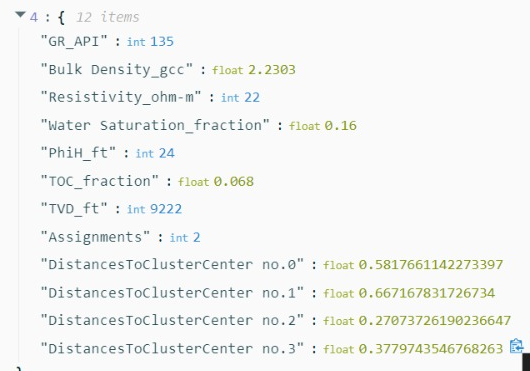 4 : { 12 items
"GR_API" : int 135
"Bulk Density_gcc" : float 2.2303
"Resistivity_ohm-m" : int 22
"Water Saturation_fraction" : float 0.16
"PhiH_ft" : int 24
"TOC_fraction" : float 0.068
"TVD_ft" : int 9222
"Assignments" : int 2
"DistancesToClusterCenter no.0" : float 0.5817661142273397
"DistancesToClusterCenter no.1" : float 0.667167831726734
"DistancesToClusterCenter no.2" : float 0.27073726190236647
"DistancesToClusterCenter no.3" : float 0.3779743546768263
}